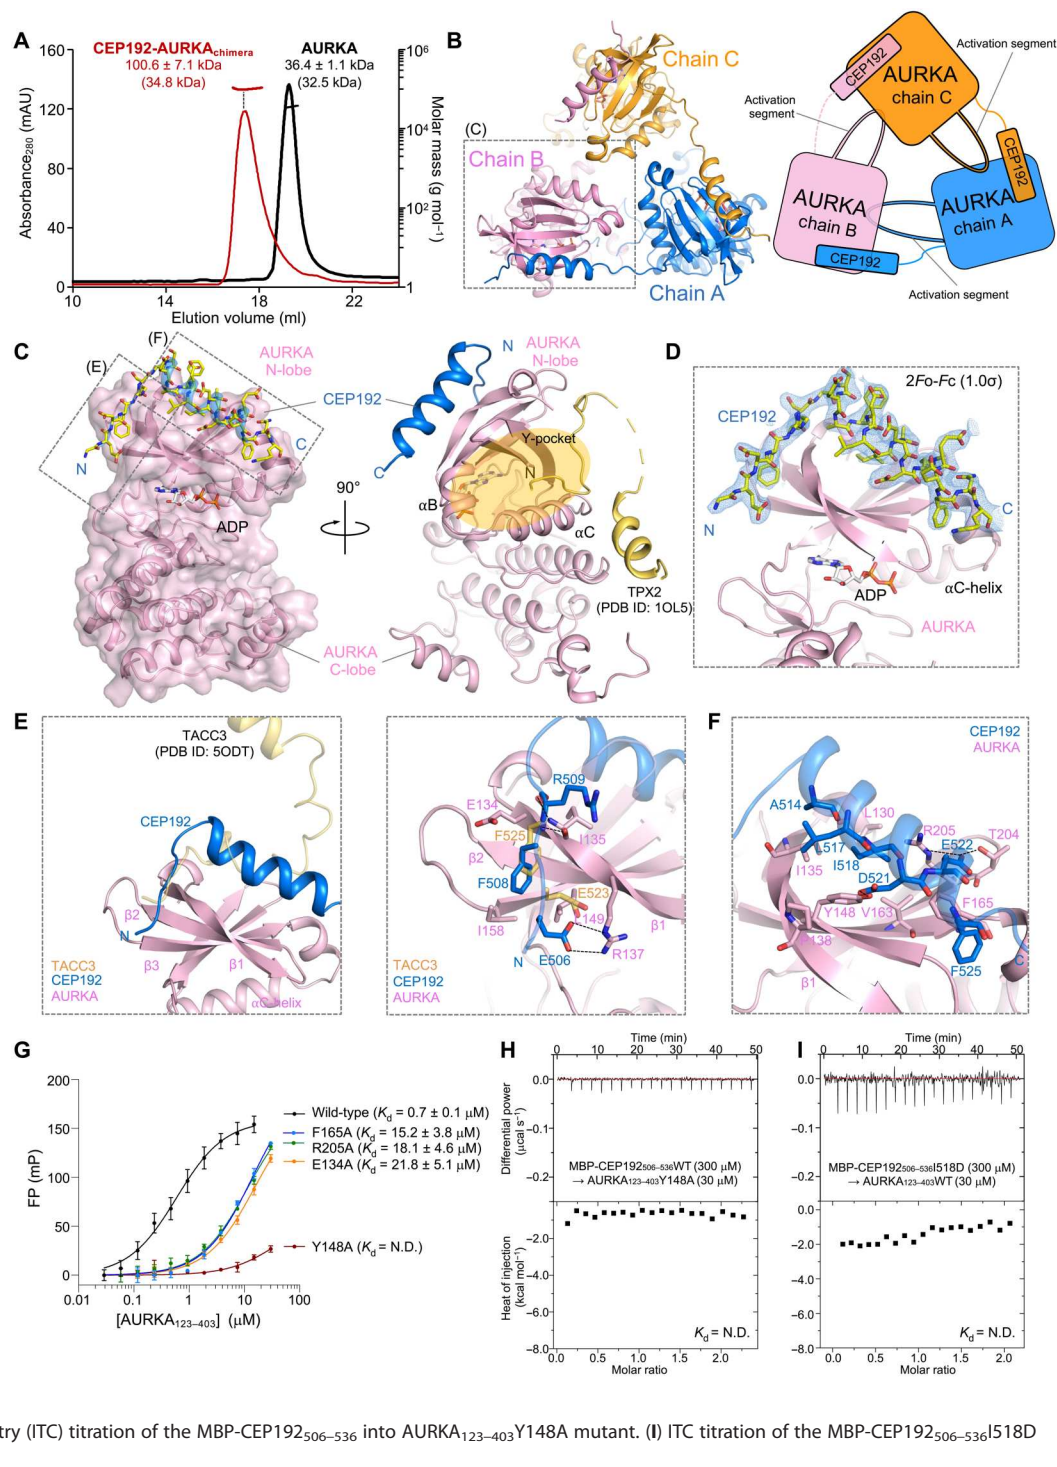 A
CEP192-AURKAchimera
100.6 ± 7.1 kDa
(34.8 kDa)
AURKA
36.4 ± 1.1 kDa
(32.5 kDa)
160
120
80
40
0
Absorbance280 (mAU)
10⁶
10⁴
10²
1
Molar mass (g mol⁻¹)
10 14 18 22
Elution volume (ml)
B
(C)
Chain C
Chain B
Chain A
CEP192
AURKA
chain C
Activation segment
Activation
segment
CEP192
AURKA
chain B
AURKA
chain A
CEP192
Activation segment
C
(E)
(F)
AURKA
N-lobe
CEP192
N
C
ADP
90°
AURKA
C-lobe
N
AURKA
N-lobe
C
Y-pocket
N
αB
αC
TPX2
(PDB ID: 1OL5)
D
2Fo-Fc (1.0σ)
CEP192
N
C
ADP
αC-helix
AURKA
E
TACC3
(PDB ID: 5ODT)
CEP192
β2
N
β3
β1
αC-helix
TACC3
CEP192
AURKA
R509
E134
F525
I135
β2
F508
E523
L149
β1
I158
R137
N
E506
TACC3
CEP192
AURKA
F
CEP192
AURKA
A514
L130
R205
T204
L517
E522
I135
I518
D521
F165
Y148
V163
P138
F525
β1
C
G
200
150
100
50
0
FP (mP)
Wild-type (Kd = 0.7 ± 0.1 μM)
F165A (Kd = 15.2 ± 3.8 μM)
R205A (Kd = 18.1 ± 4.6 μM)
E134A (Kd = 21.8 ± 5.1 μM)
Y148A (Kd = N.D.)
0.01 0.1 1 10 100
[AURKA123–403] (μM)
H
Time (min)
0 10 20 30 40 50
0.0
−0.1
−0.2
Differential power
(μcal s⁻¹)
MBP-CEP192506–536WT (300 μM)
→ AURKA123–403Y148A (30 μM)
0.0
−2.0
−4.0
−6.0
−8.0
Heat of injection
(kcal mol⁻¹)
Kd = N.D.
0.0 0.5 1.0 1.5 2.0
Molar ratio
I
Time (min)
0 10 20 30 40 50
0.0
−0.1
−0.2
MBP-CEP192506–536I518D (300 μM)
→ AURKA123–403WT (30 μM)
0.0
−2.0
−4.0
−6.0
−8.0
Kd = N.D.
0.0 0.5 1.0 1.5 2.0
Molar ratio
try (ITC) titration of the MBP-CEP192506–536 into AURKA123–403Y148A mutant. (I) ITC titration of the MBP-CEP192506–536I518D